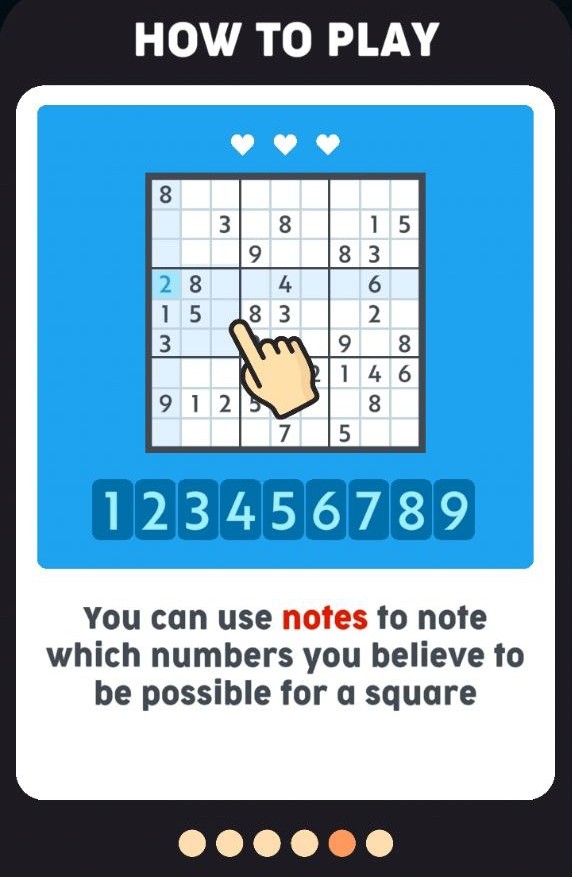 HOW TO PLAY
8
3 8 1 5
9 8 3
2 8 4 6
1 5 8 3 2
3 9 8
2 1 4 6
9 1 2 5 8
7 5
1 2 3 4 5 6 7 8 9
You can use notes to note
which numbers you believe to
be possible for a square